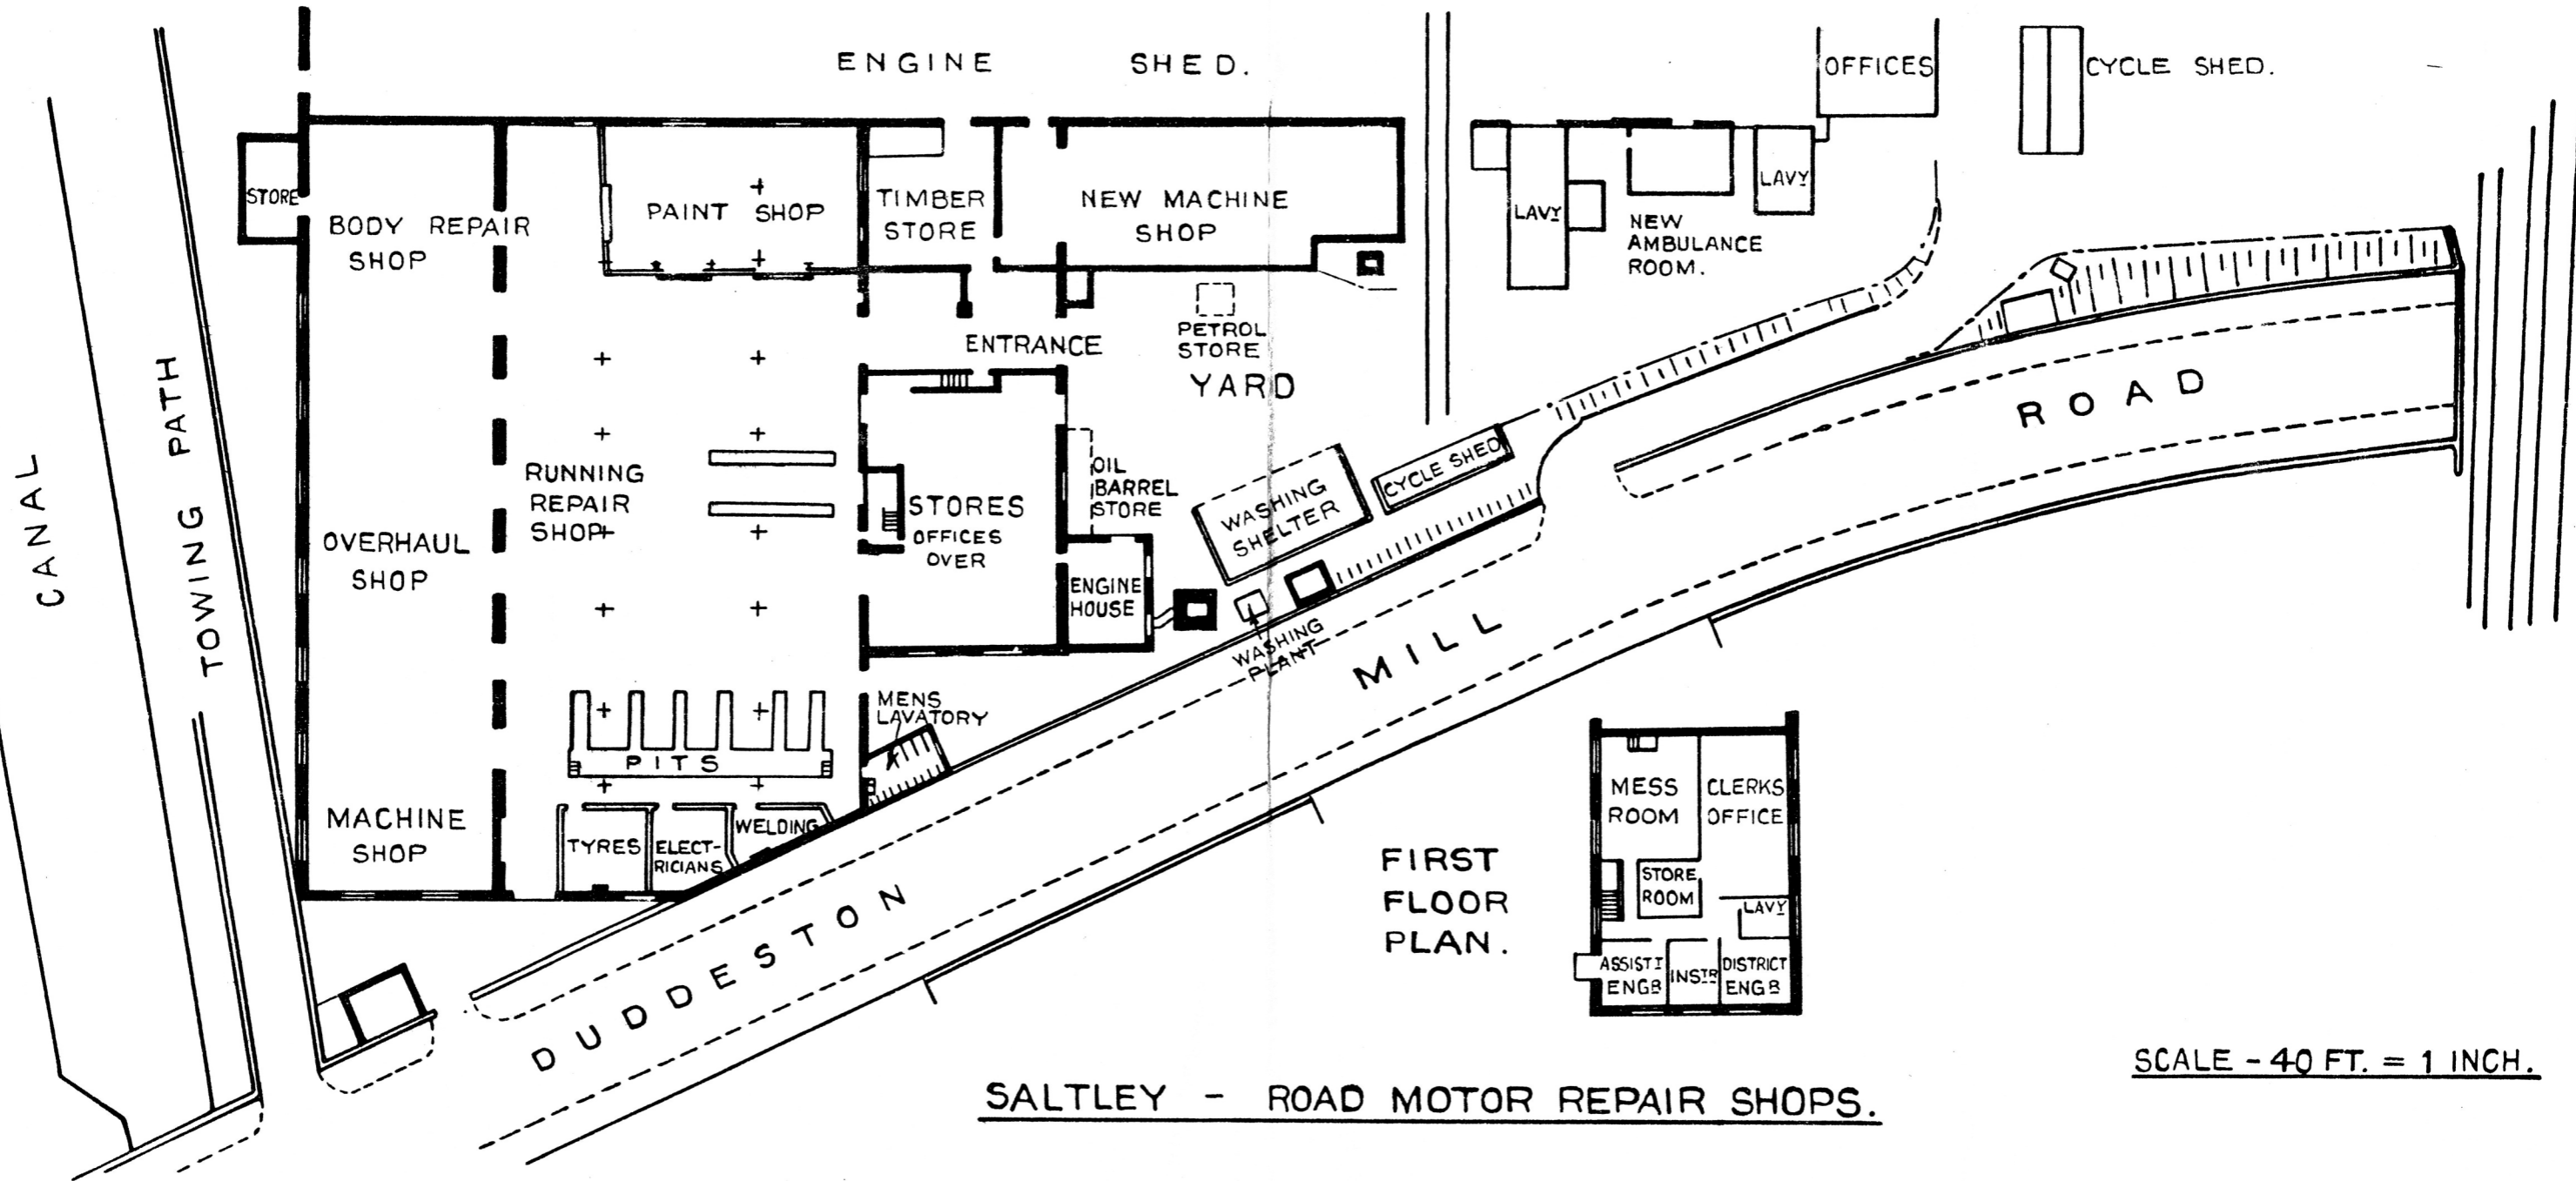 ENGINE SHED.
OFFICES
CYCLE SHED.
STORE
BODY REPAIR
SHOP
PAINT SHOP
TIMBER
STORE
NEW MACHINE
SHOP
LAVY
NEW
AMBULANCE
ROOM.
LAVY
ENTRANCE
PETROL
STORE
YARD
CANAL
TOWING PATH
RUNNING
REPAIR
SHOP
OVERHAUL
SHOP
STORES
OFFICES
OVER
OIL
BARREL
STORE
ENGINE
HOUSE
WASHING
SHELTER
CYCLE SHED
WASHING
PLANT
MENS
LAVATORY
PITS
MACHINE
SHOP
TYRES
ELECT-
RICIANS
WELDING
DUDDESTON MILL ROAD
FIRST
FLOOR
PLAN.
MESS
ROOM
CLERKS
OFFICE
STORE
ROOM
LAVY
ASSISTT
ENGR
INSTR
DISTRICT
ENGR
SALTLEY - ROAD MOTOR REPAIR SHOPS.
SCALE - 40 FT. = 1 INCH.